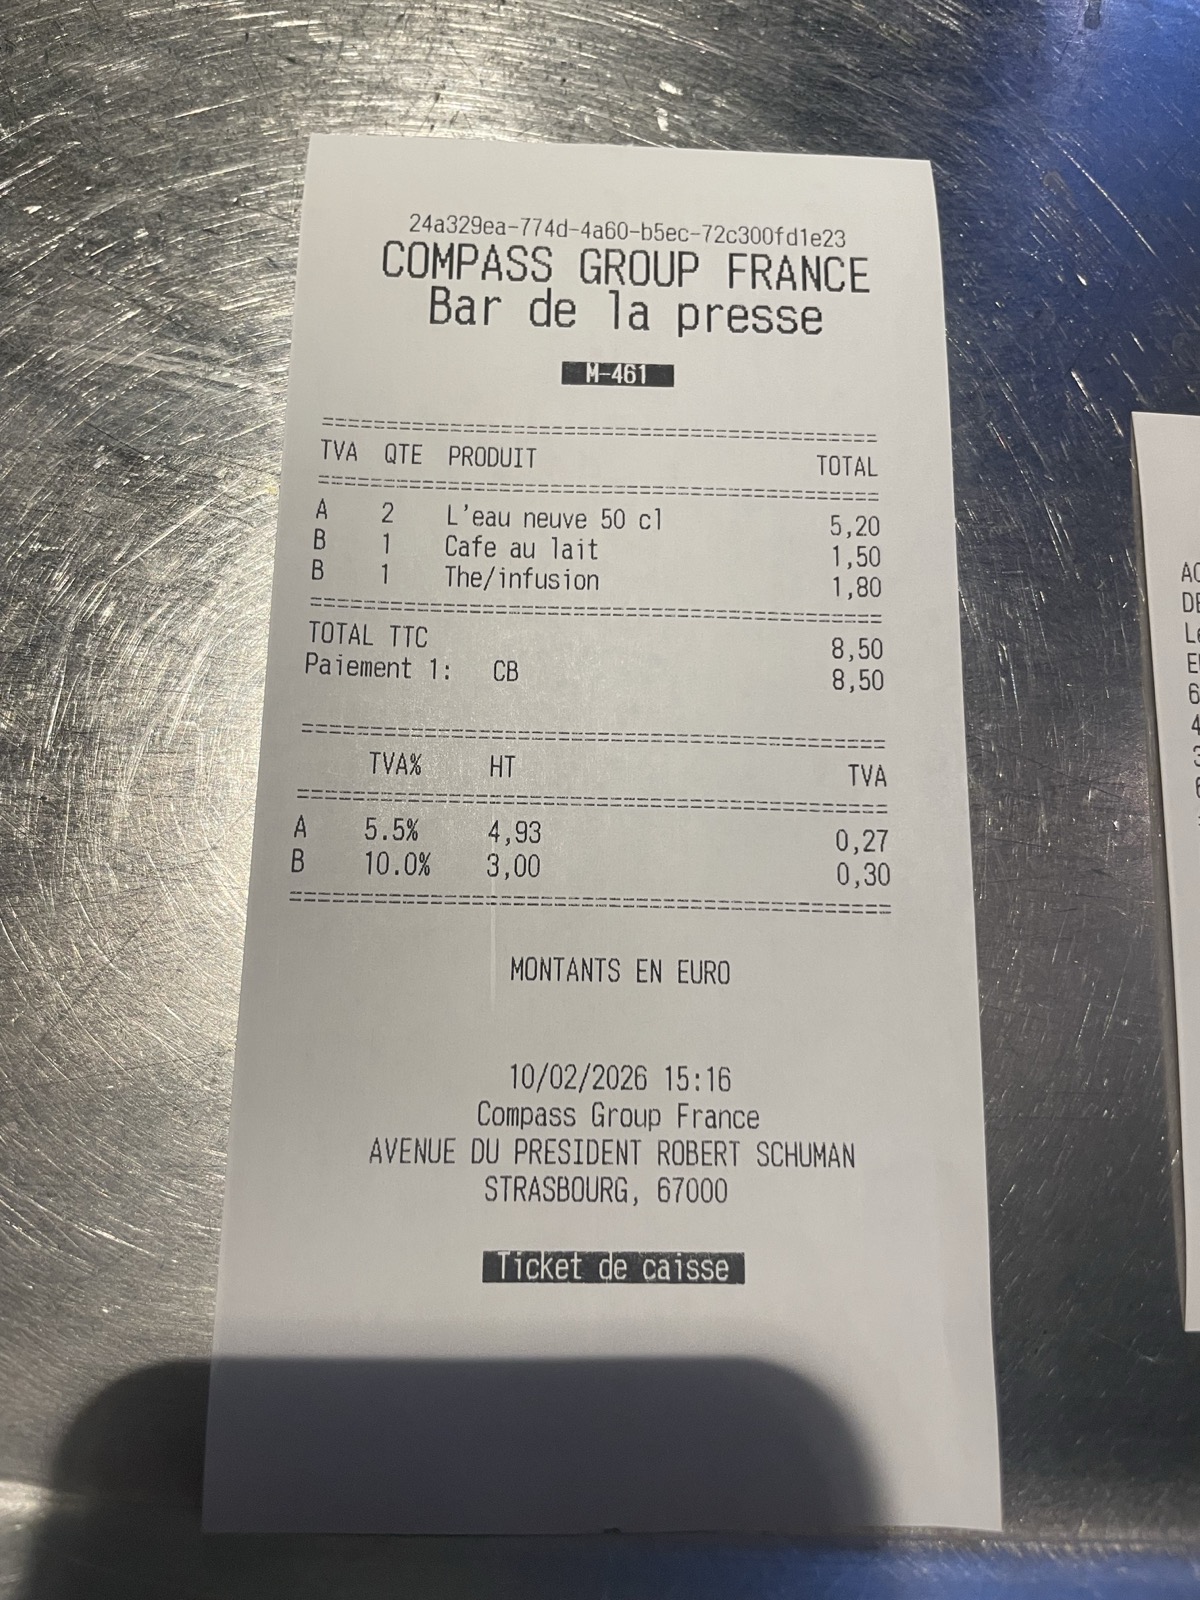 24a329ea-774d-4a60-b5ec-72c300fd1e23
COMPASS GROUP FRANCE
Bar de la presse
M-461
================================================
TVA QTE PRODUIT TOTAL
================================================
A 2 L'eau neuve 50 cl 5,20
B 1 Cafe au lait 1,50
B 1 The/infusion 1,80
================================================
TOTAL TTC 8,50
Paiement 1: CB 8,50
================================================
TVA% HT TVA
================================================
A 5.5% 4,93 0,27
B 10.0% 3,00 0,30
================================================
MONTANTS EN EURO
10/02/2026 15:16
Compass Group France
AVENUE DU PRESIDENT ROBERT SCHUMAN
STRASBOURG, 67000
Ticket de caisse